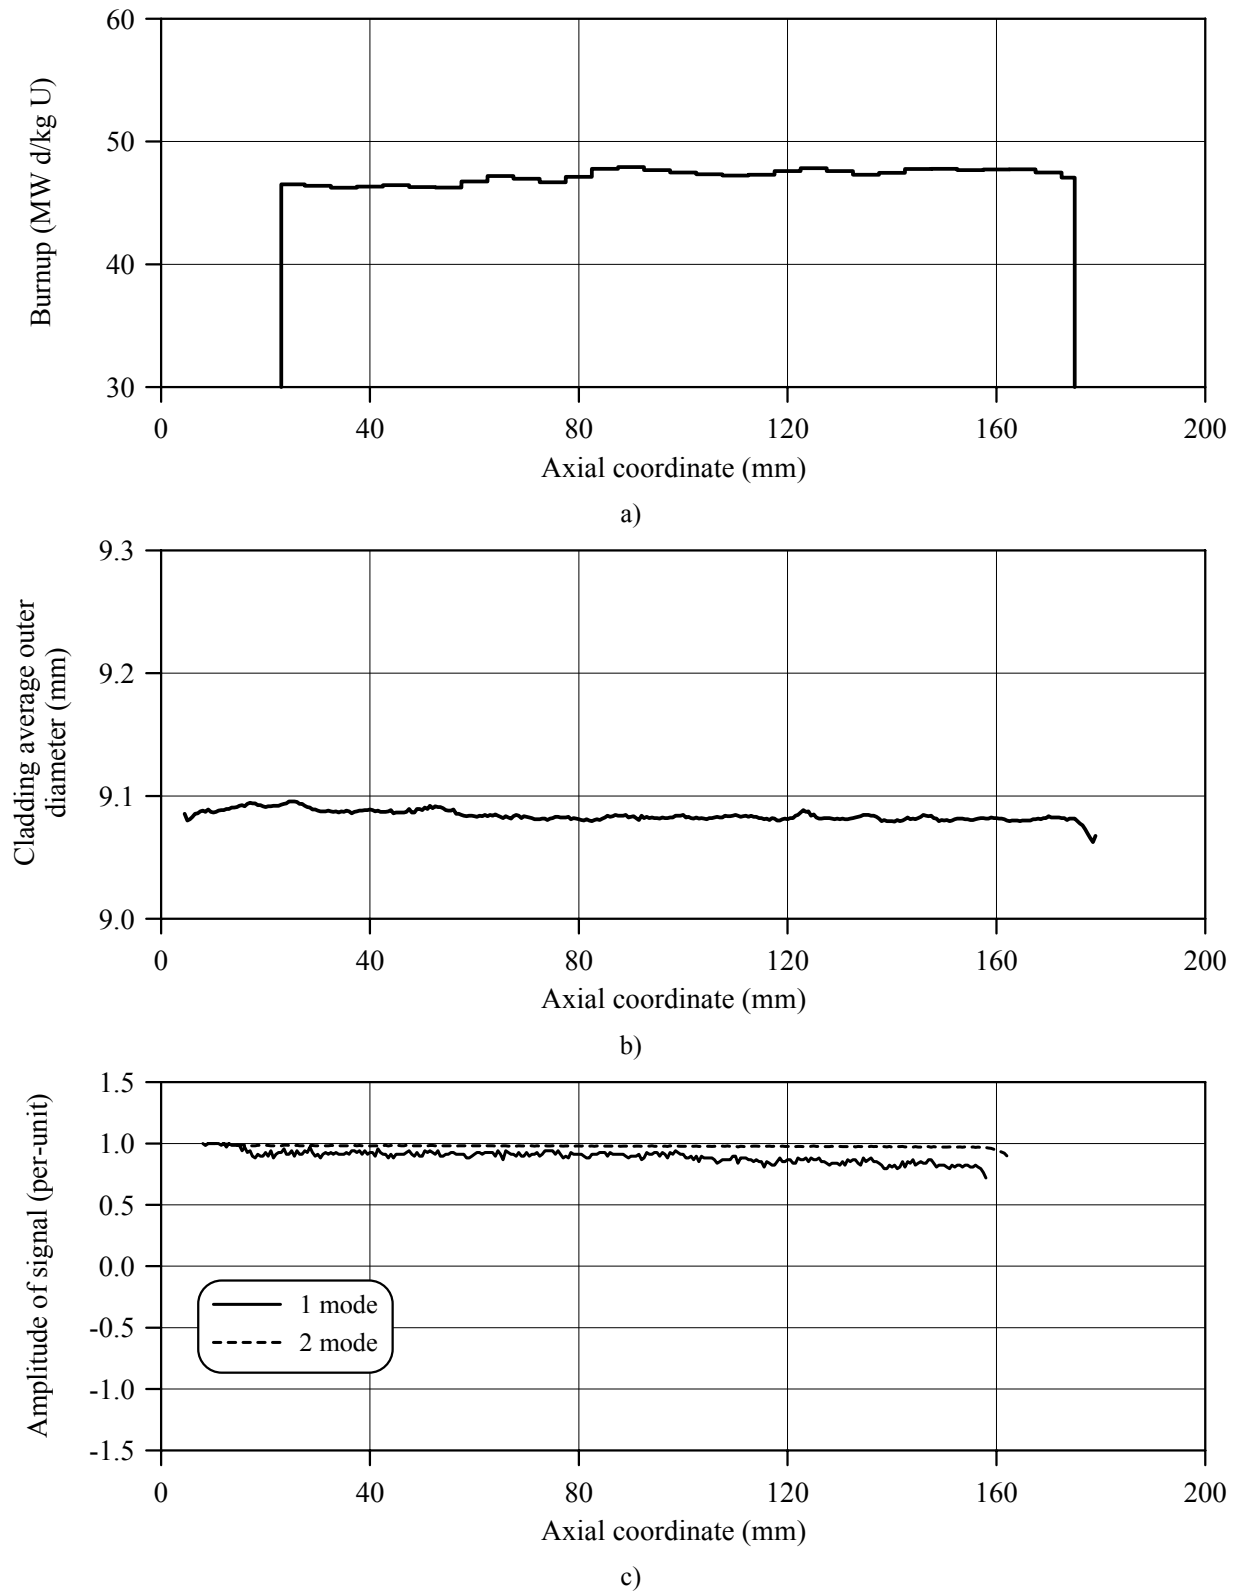 60
50
40
30
Burnup (MW d/kg U)
0 40 80 120 160 200
Axial coordinate (mm)
a)
9.3
9.2
9.1
9.0
Cladding average outer
diameter (mm)
0 40 80 120 160 200
Axial coordinate (mm)
b)
1.5
1.0
0.5
0.0
-0.5
-1.0
-1.5
Amplitude of signal (per-unit)
1 mode
2 mode
0 40 80 120 160 200
Axial coordinate (mm)
c)